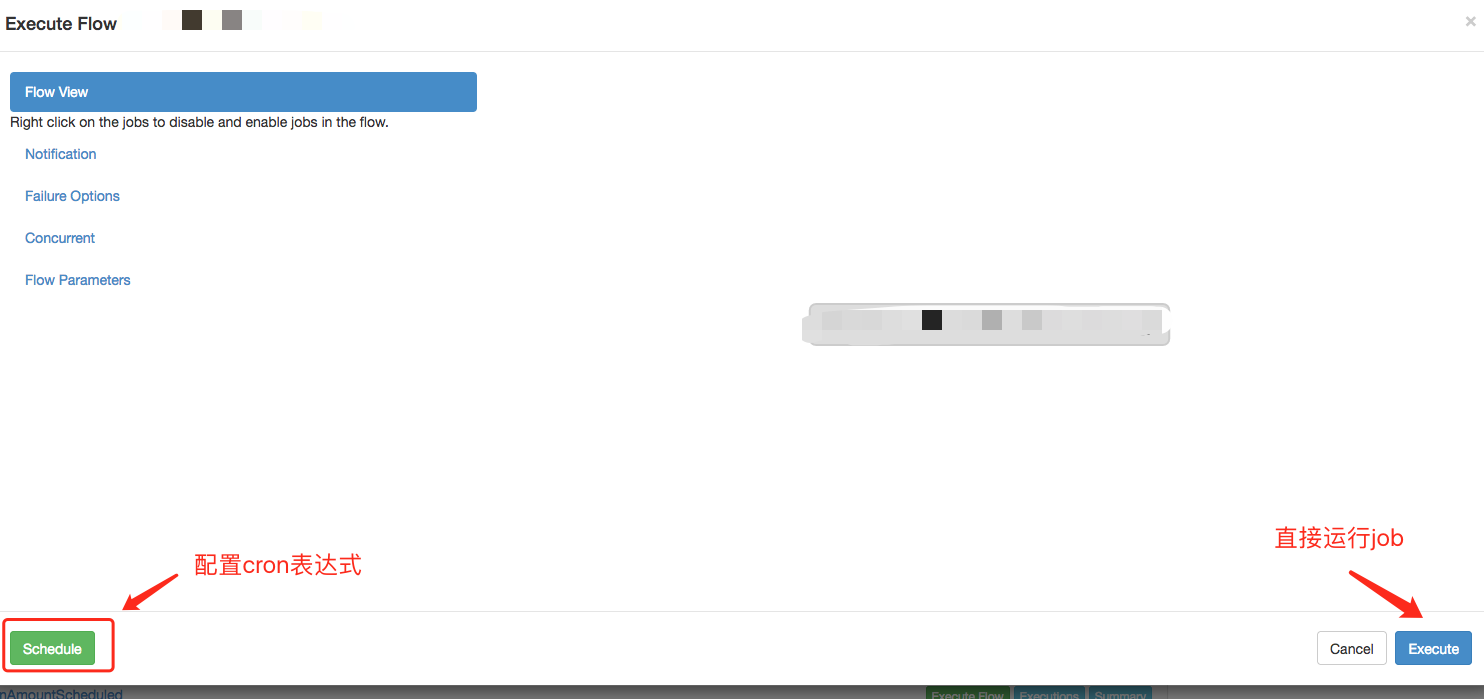 Execute Flow
×
Flow View
Right click on the jobs to disable and enable jobs in the flow.
Notification
Failure Options
Concurrent
Flow Parameters
直接运行job
配置cron表达式
Schedule
Cancel
Execute
nAmountScheduled
Execute Flow
Executions
Summary